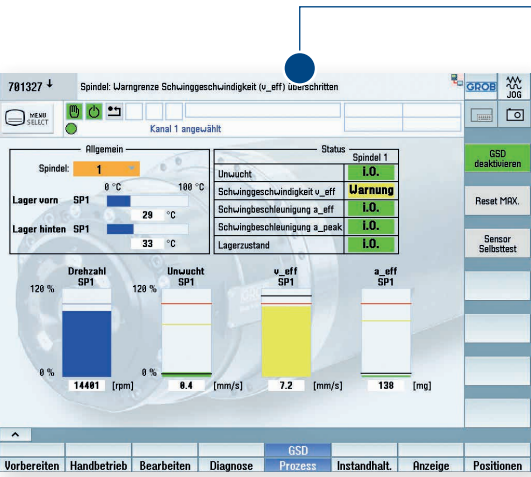 701327 ↓ Spindel: Warngrenze Schwinggeschwindigkeit (v_eff) überschritten
GROB
JOG
MENU SELECT
Kanal 1 angewählt
GSD deaktivieren
Reset MAX.
Sensor Selbsttest
Allgemein
Spindel: 1
0 °C 100 °C
Lager vorn SP1
29 °C
Lager hinten SP1
33 °C
Status
Spindel 1
Unwucht I.O.
Schwinggeschwindigkeit v_eff Warnung
Schwingbeschleunigung a_eff I.O.
Schwingbeschleunigung a_peak I.O.
Lagerzustand I.O.
Drehzahl Unwucht v_eff a_eff
SP1 SP1 SP1 SP1
120 % 120 %
0 % 0 %
14401 [rpm] 0.4 [mm/s] 7.2 [mm/s] 138 [mg]
GSD
Vorbereiten Handbetrieb Bearbeiten Diagnose Prozess Instandhalt. Anzeige Positionen